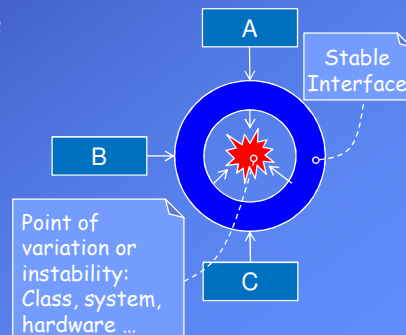 A
Stable
Interface
B
Point of
variation or
instability:
Class, system,
hardware ...
C